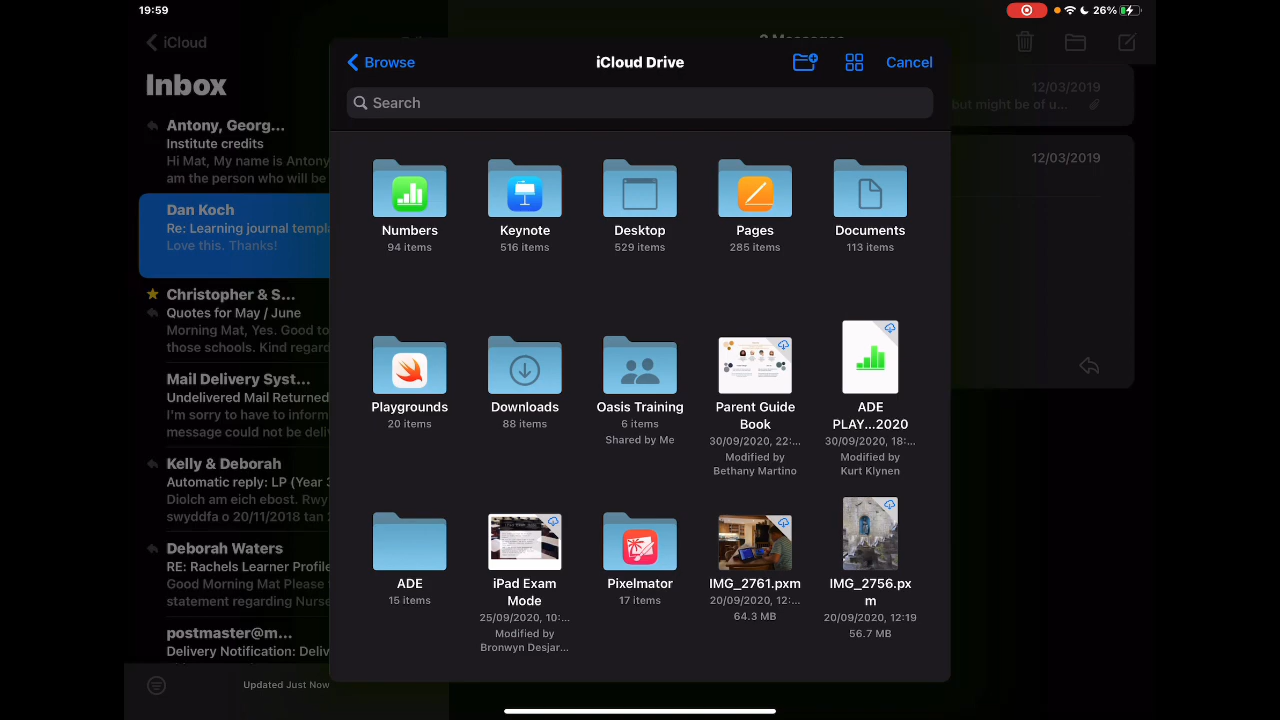 19:59
26%
iCloud
Inbox
Antony, Georg...
Institute credits
Hi Mat, My name is Antony
am the person who will be
Dan Koch
Re: Learning journal templa
Love this. Thanks!
Christopher & S...
Quotes for May / June
Morning Mat, Yes. Good to
those schools. Kind regard
Mail Delivery Syst...
Undelivered Mail Returned
I'm sorry to have to inform
message could not be deliv
Kelly & Deborah
Automatic reply: LP (Year 3
Diolch am eich ebost. Rwy
swyddfa o 20/11/2018 tan 2
Deborah Waters
RE: Rachels Learner Profile
Good Morning Mat Please f
statement regarding Nurse
postmaster@m...
Delivery Notification: Deliv
Updated Just Now
Browse
iCloud Drive
Cancel
Search
Numbers
94 items
Keynote
516 items
Desktop
529 items
Pages
285 items
Documents
113 items
Playgrounds
20 items
Downloads
88 items
Oasis Training
6 items
Shared by Me
Parent Guide
Book
30/09/2020, 22:...
Modified by
Bethany Martino
ADE
PLAY...2020
30/09/2020, 18:...
Modified by
Kurt Klynen
ADE
15 items
iPad Exam
Mode
25/09/2020, 10:...
Modified by
Bronwyn Desjar...
Pixelmator
17 items
IMG_2761.pxm
20/09/2020, 12:...
64.3 MB
IMG_2756.px
m
20/09/2020, 12:19
56.7 MB
12/03/2019
but might be of u...
12/03/2019